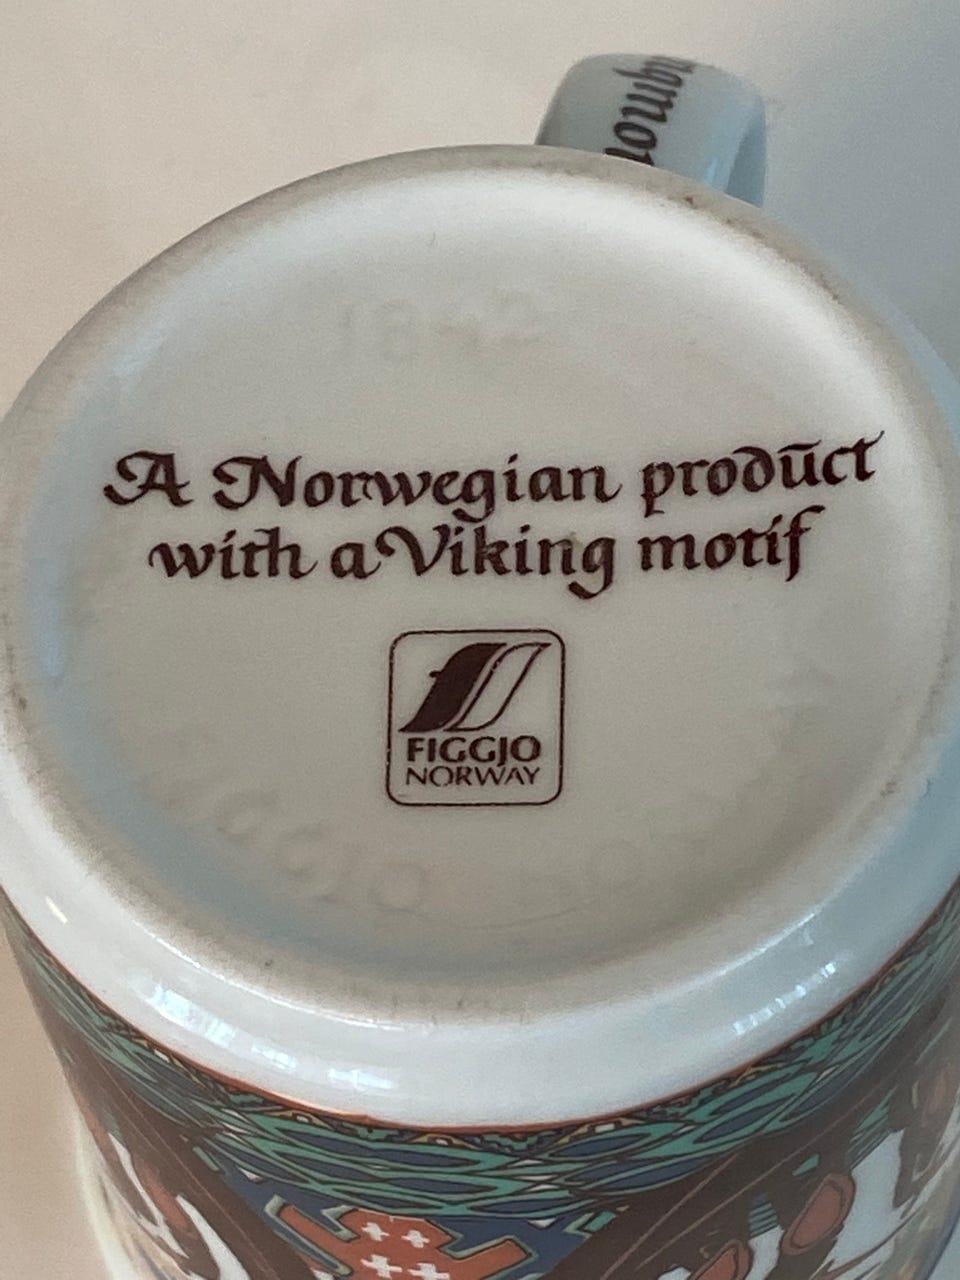 A Norwegian product
with a Viking motif
FIGGJO
NORWAY